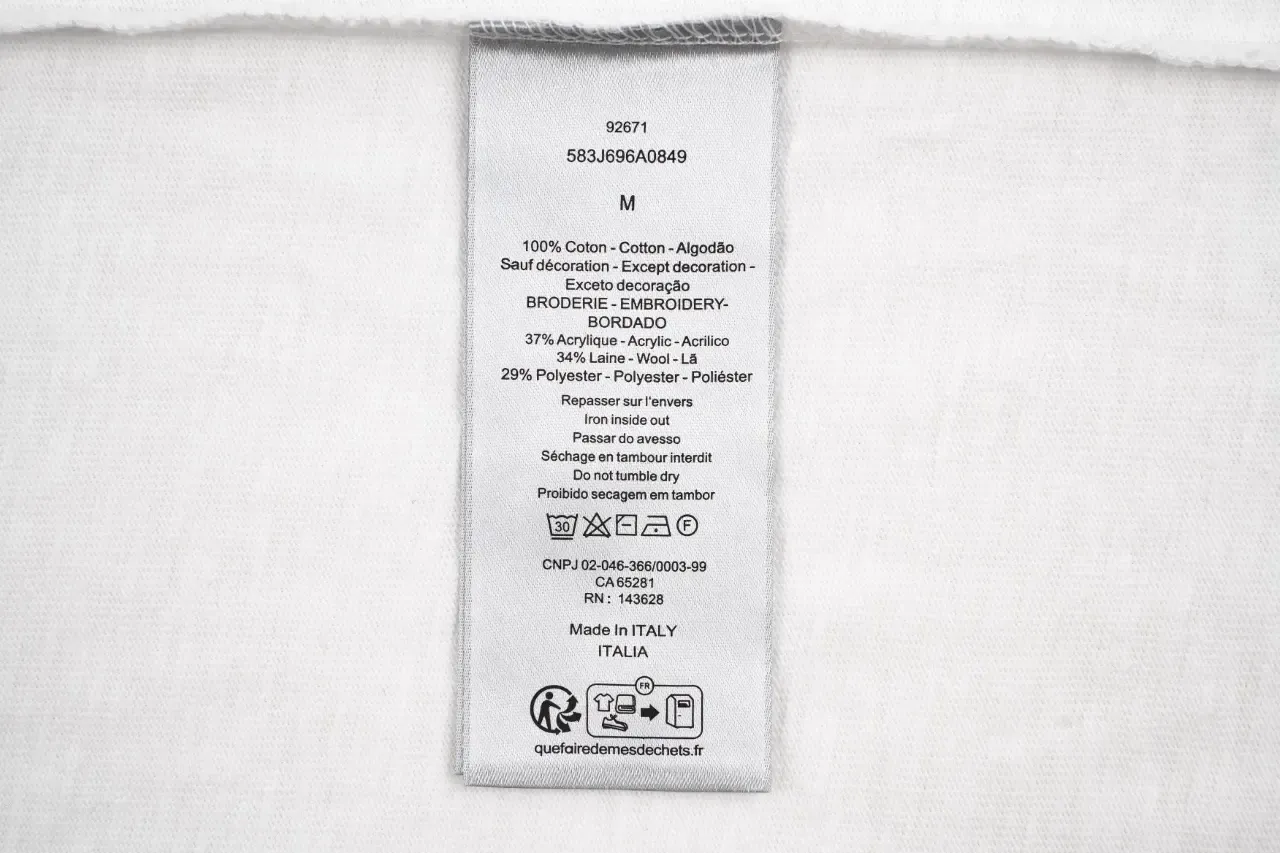 92671
583J696A0849
M
100% Coton - Cotton - Algodão
Sauf décoration - Except decoration -
Exceto decoração
BRODERIE - EMBROIDERY-
BORDADO
37% Acrylique - Acrylic - Acrilico
34% Laine - Wool - Lã
29% Polyester - Polyester - Poliéster
Repasser sur l'envers
Iron inside out
Passar do avesso
Séchage en tambour interdit
Do not tumble dry
Proibido secagem em tambor
30 F
CNPJ 02-046-366/0003-99
CA 65281
RN : 143628
Made In ITALY
ITALIA
FR
quefairedemesdechets.fr